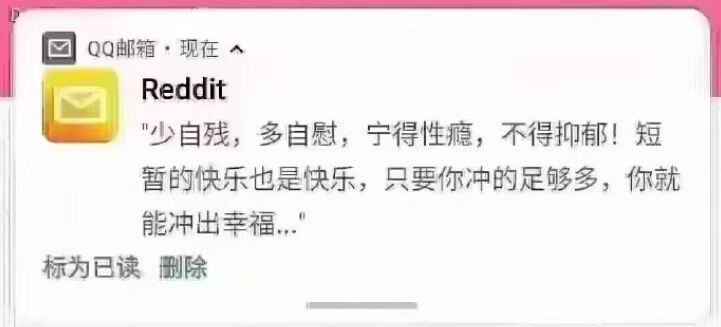 QQ邮箱·现在
Reddit
"少自残，多自慰，宁得性瘾，不得抑郁！短
暂的快乐也是快乐，只要你冲的足够多，你就
能冲出幸福..."
标为已读 删除